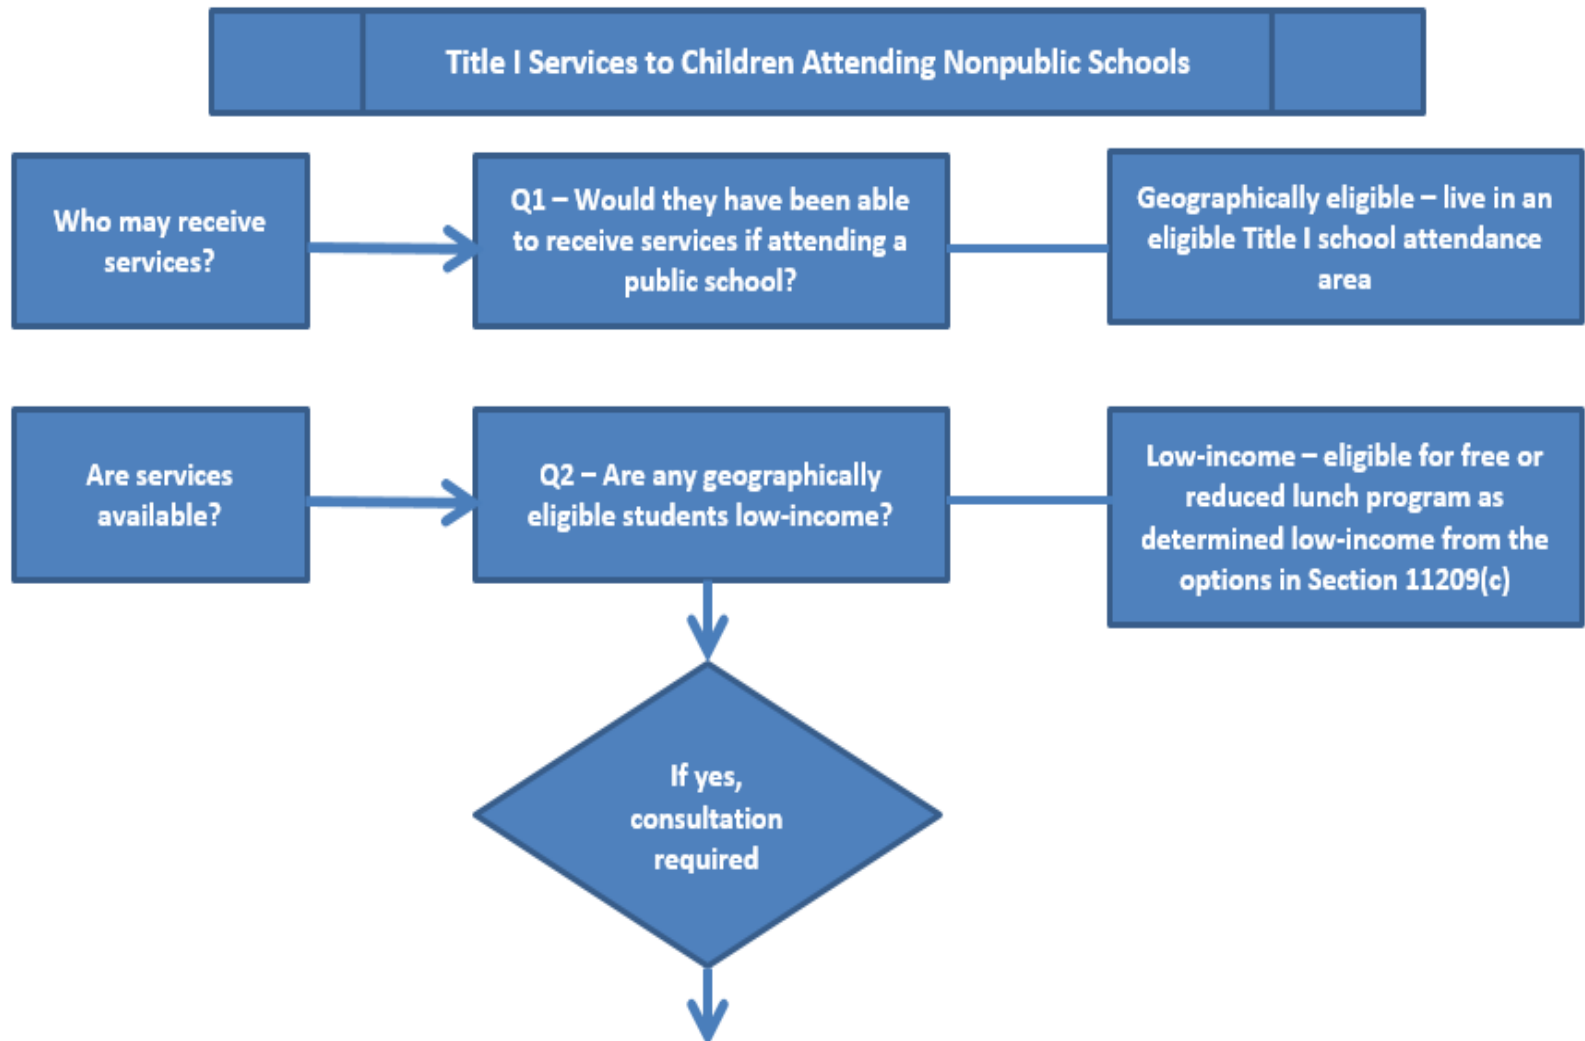 Title I Services to Children Attending Nonpublic Schools
Who may receive
services?
Q1 – Would they have been able
to receive services if attending a
public school?
Geographically eligible – live in an
eligible Title I school attendance
area
Are services
available?
Q2 – Are any geographically
eligible students low-income?
Low-income – eligible for free or
reduced lunch program as
determined low-income from the
options in Section 11209(c)
If yes,
consultation
required